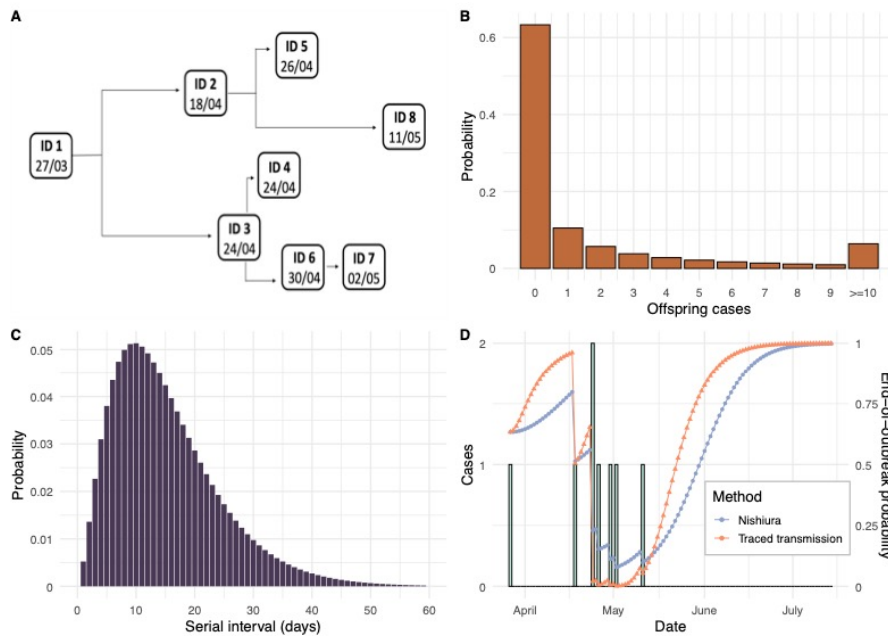 A
ID 1
27/03
ID 2
18/04
ID 5
26/04
ID 8
11/05
ID 4
24/04
ID 3
24/04
ID 6
30/04
ID 7
02/05
B
Probability
0.6
0.4
0.2
0
0 1 2 3 4 5 6 7 8 9 >=10
Offspring cases
C
Probability
0.05
0.04
0.03
0.02
0.01
0
0 10 20 30 40 50 60
Serial interval (days)
D
Cases
2
1
0
1
0.75
0.5
0.25
0
End-of-outbreak probability
Method
Nishiura
Traced transmission
April May June July
Date